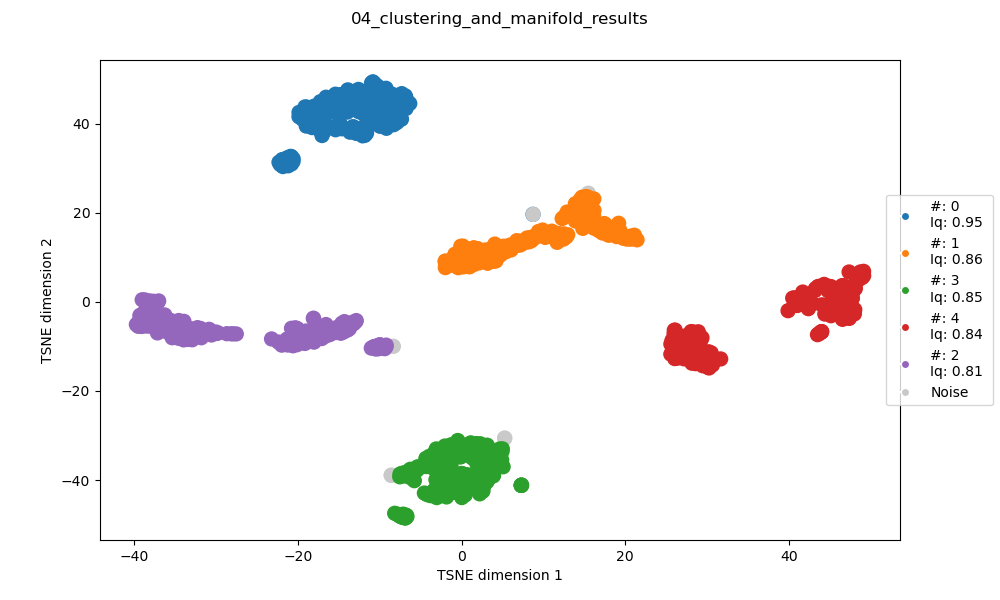 04_clustering_and_manifold_results
TSNE dimension 2
40
20
0
−20
−40
−40
−20
0
20
40
TSNE dimension 1
#: 0
Iq: 0.95
#: 1
Iq: 0.86
#: 3
Iq: 0.85
#: 4
Iq: 0.84
#: 2
Iq: 0.81
Noise